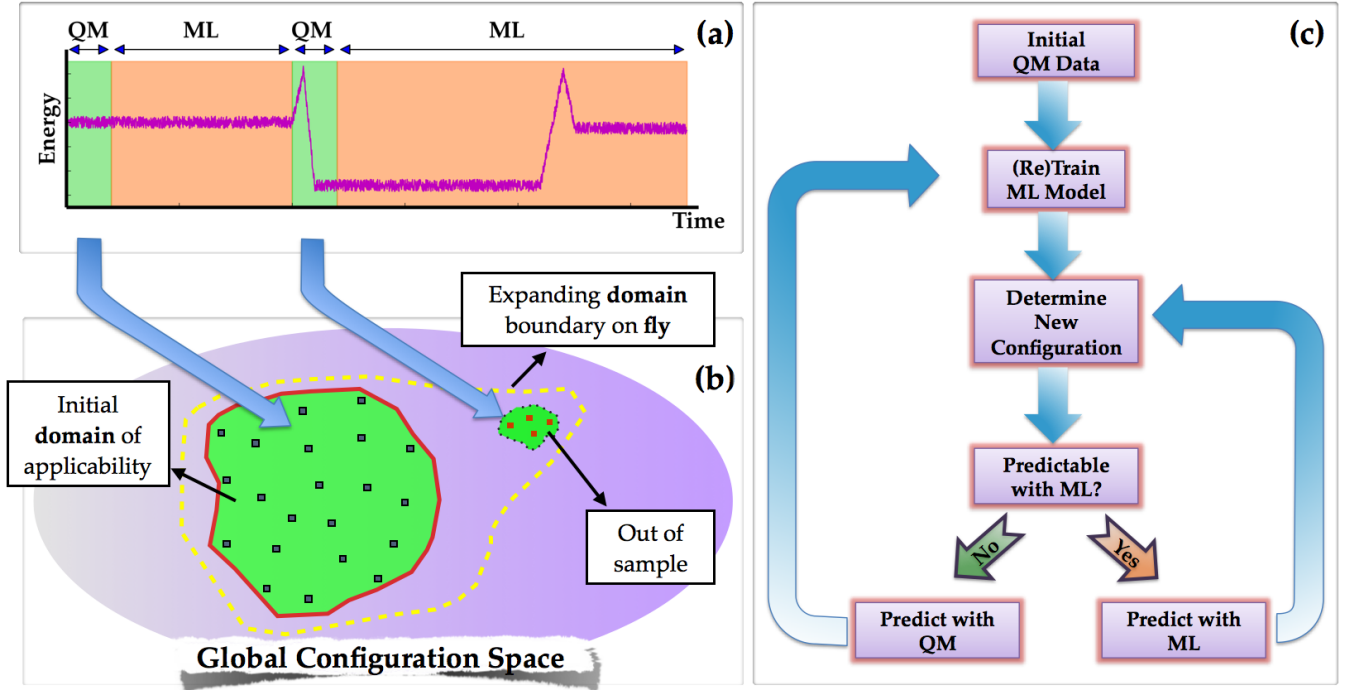 QM ML QM ML (a)
Energy
Time
Expanding domain
boundary on fly
(b)
Initial
domain of
applicability
Out of
sample
Global Configuration Space
(c)
Initial
QM Data
(Re)Train
ML Model
Determine
New
Configuration
Predictable
with ML?
No Yes
Predict with
QM
Predict with
ML